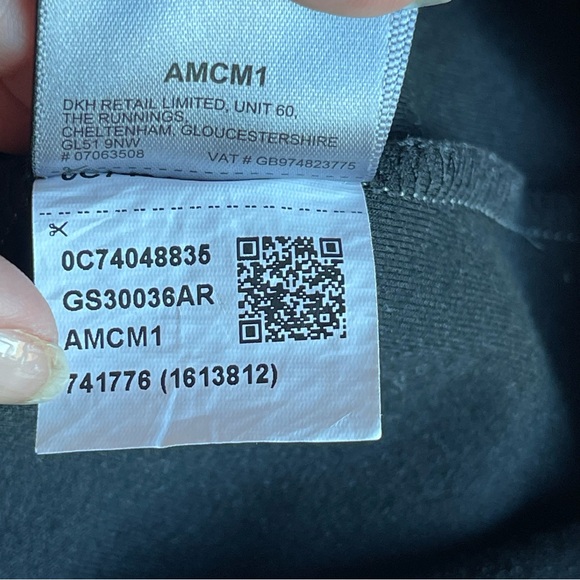 AMCM1
DKH RETAIL LIMITED, UNIT 60,
THE RUNNINGS,
CHELTENHAM, GLOUCESTERSHIRE
GL51 9NW
# 07063508 VAT # GB974823775
0C74048835
GS30036AR
AMCM1
741776 (1613812)